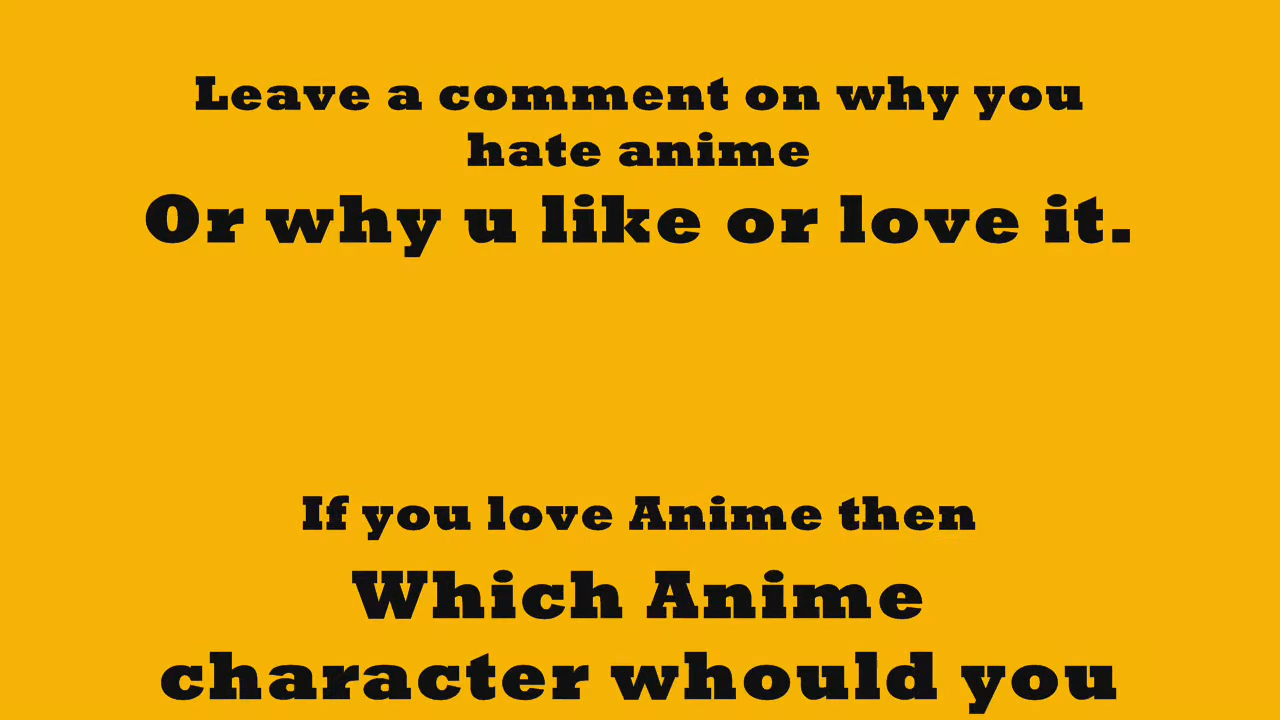 Leave a comment on why you
hate anime
Or why u like or love it.
If you love Anime then
Which Anime
character whould you